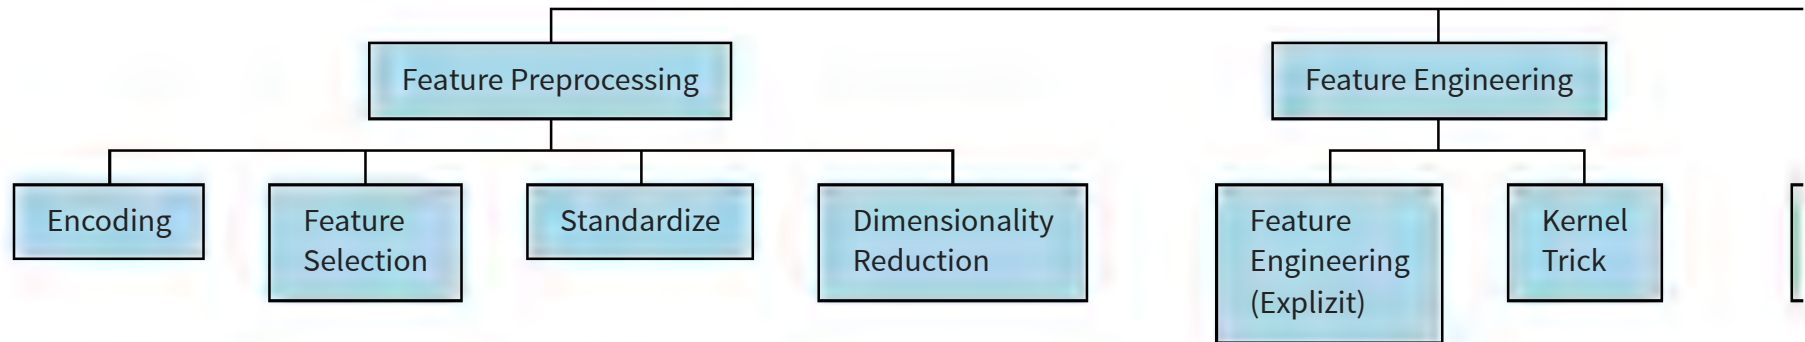 Feature Preprocessing
Feature Engineering
Encoding
Feature
Selection
Standardize
Dimensionality
Reduction
Feature
Engineering
(Explizit)
Kernel
Trick